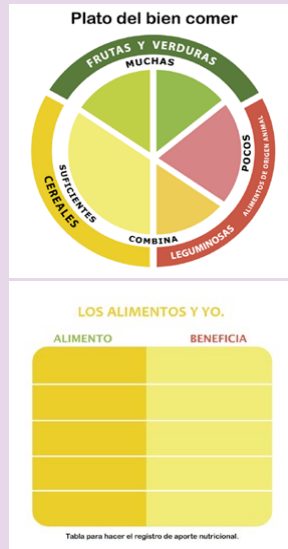 Plato del bien comer
FRUTAS Y VERDURAS
MUCHAS
CEREALES
SUFICIENTES
POCOS
ALIMENTOS DE ORIGEN ANIMAL
COMBINA
LEGUMINOSAS
LOS ALIMENTOS Y YO.
ALIMENTO BENEFICIA
Tabla para hacer el registro de aporte nutricional.